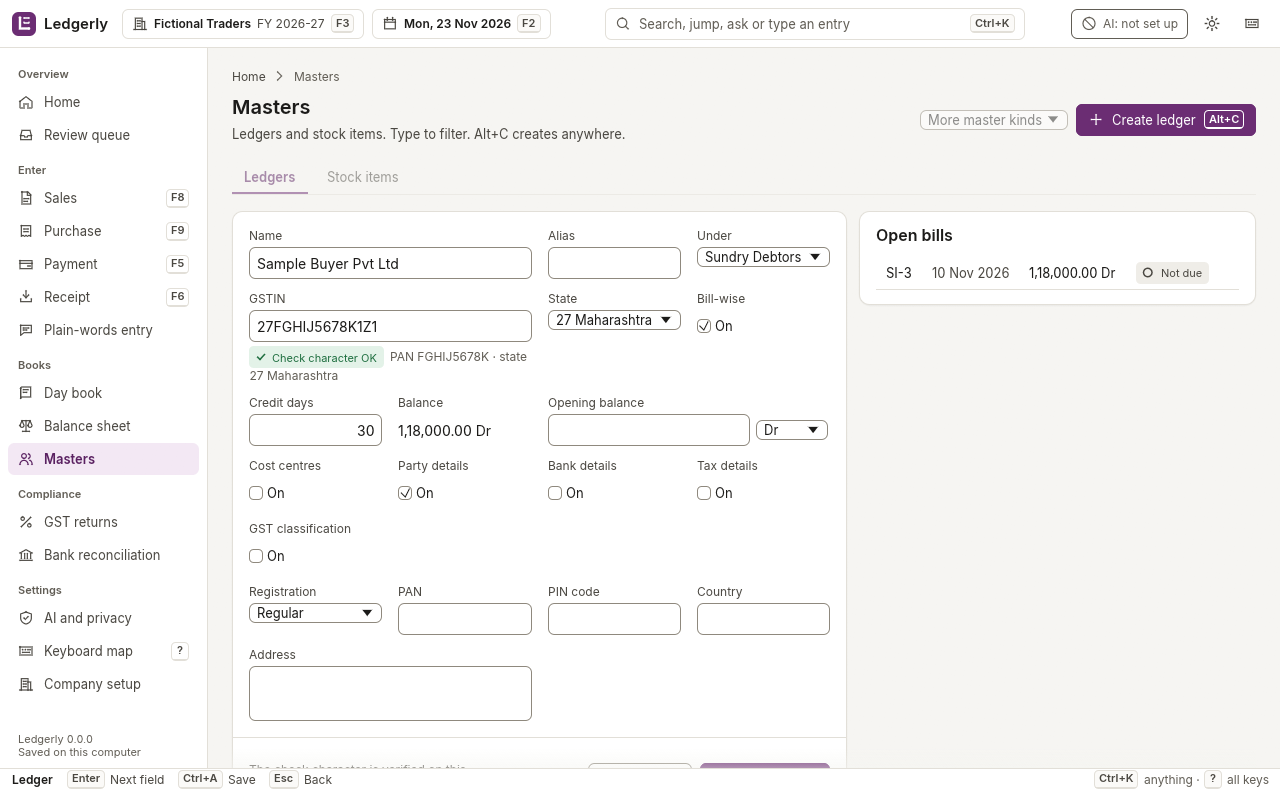 Ledgerly
Fictional Traders FY 2026-27 F3
Mon, 23 Nov 2026 F2
Search, jump, ask or type an entry Ctrl+K
AI: not set up
Overview
Home
Review queue
Enter
Sales F8
Purchase F9
Payment F5
Receipt F6
Plain-words entry
Books
Day book
Balance sheet
Masters
Compliance
GST returns
Bank reconciliation
Settings
AI and privacy
Keyboard map ?
Company setup
Ledgerly 0.0.0
Saved on this computer
Home Masters
Masters
Ledgers and stock items. Type to filter. Alt+C creates anywhere.
More master kinds
Create ledger Alt+C
Ledgers Stock items
Name Alias Under
Sample Buyer Pvt Ltd Sundry Debtors
GSTIN State Bill-wise
27FGHIJ5678K1Z1 27 Maharashtra On
Check character OK PAN FGHIJ5678K · state
27 Maharashtra
Credit days Balance Opening balance
30 1,18,000.00 Dr Dr
Cost centres Party details Bank details Tax details
On On On On
GST classification
On
Registration PAN PIN code Country
Regular
Address
The check character is verified on this
Open bills
SI-3 10 Nov 2026 1,18,000.00 Dr Not due
Ledger Enter Next field Ctrl+A Save Esc Back
Ctrl+K anything · ? all keys